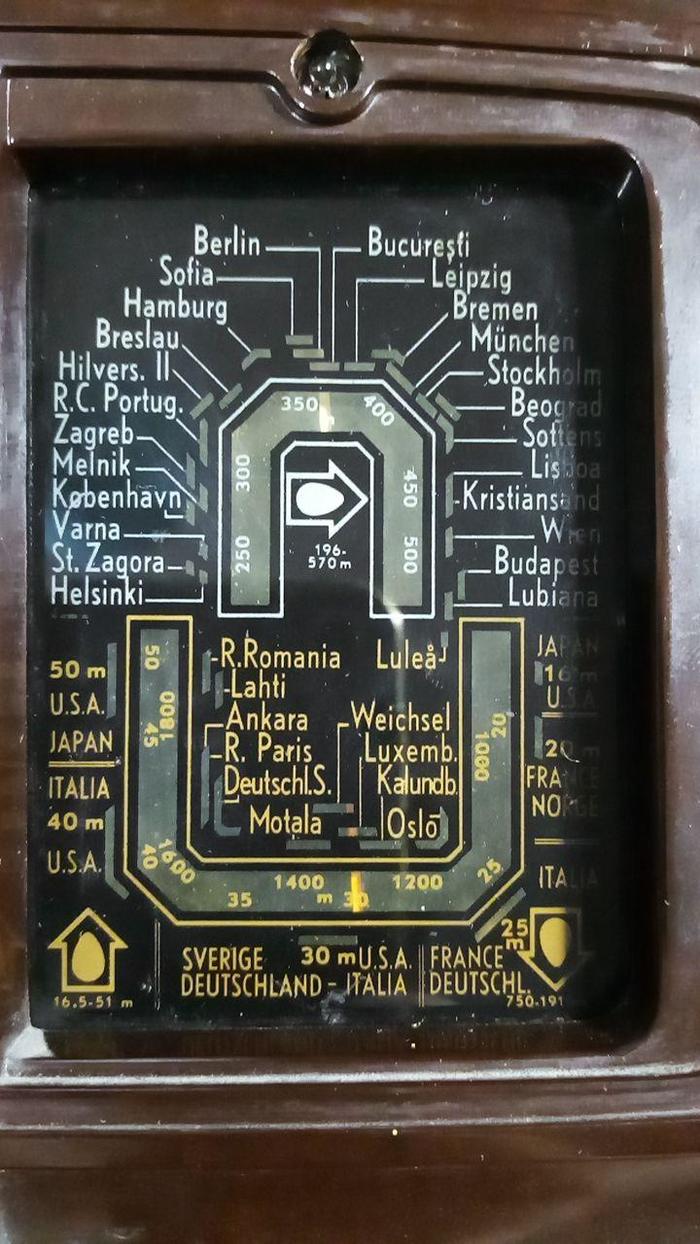 Berlin Bucureşti
Sofia Leipzig
Hamburg Bremen
Breslau München
Hilvers. II Stockholm
R.C. Portug. Beograd
Zagreb Sottens
Melnik Lisboa
København Kristiansand
Varna Wien
St. Zagora Budapest
Helsinki Lubiana
250 300 350 400 450 500
196-
570 m
R.Romania Luleå
Lahti
Ankara Weichsel
R. Paris Luxemb.
Deutschl.S. Kalundb.
Motala Oslo
50 m
U.S.A.
JAPAN
ITALIA
40 m
U.S.A.
50 45 40 35 m 30 25 20
1800 1600 1400 1200 1000
JAPAN
16 m
U.S.A.
20 m
FRANCE
NORGE
ITALIA
25
m
16.5-51 m
SVERIGE 30 m U.S.A.
DEUTSCHLAND - ITALIA
FRANCE
DEUTSCHL.
750-191